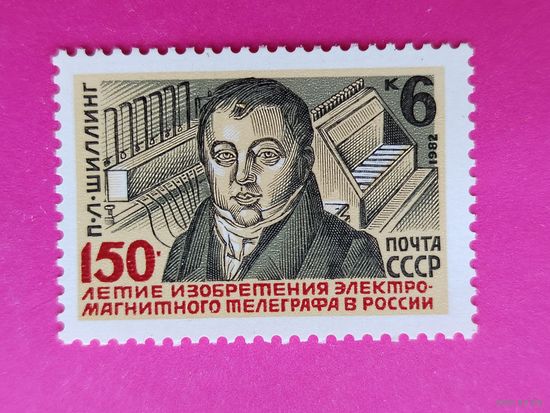 П·Л·ШИЛЛИНГ
К 6
1982
ПОЧТА
СССР
150-
ЛЕТИЕ ИЗОБРЕТЕНИЯ ЭЛЕКТРО-
МАГНИТНОГО ТЕЛЕГРАФА В РОССИИ